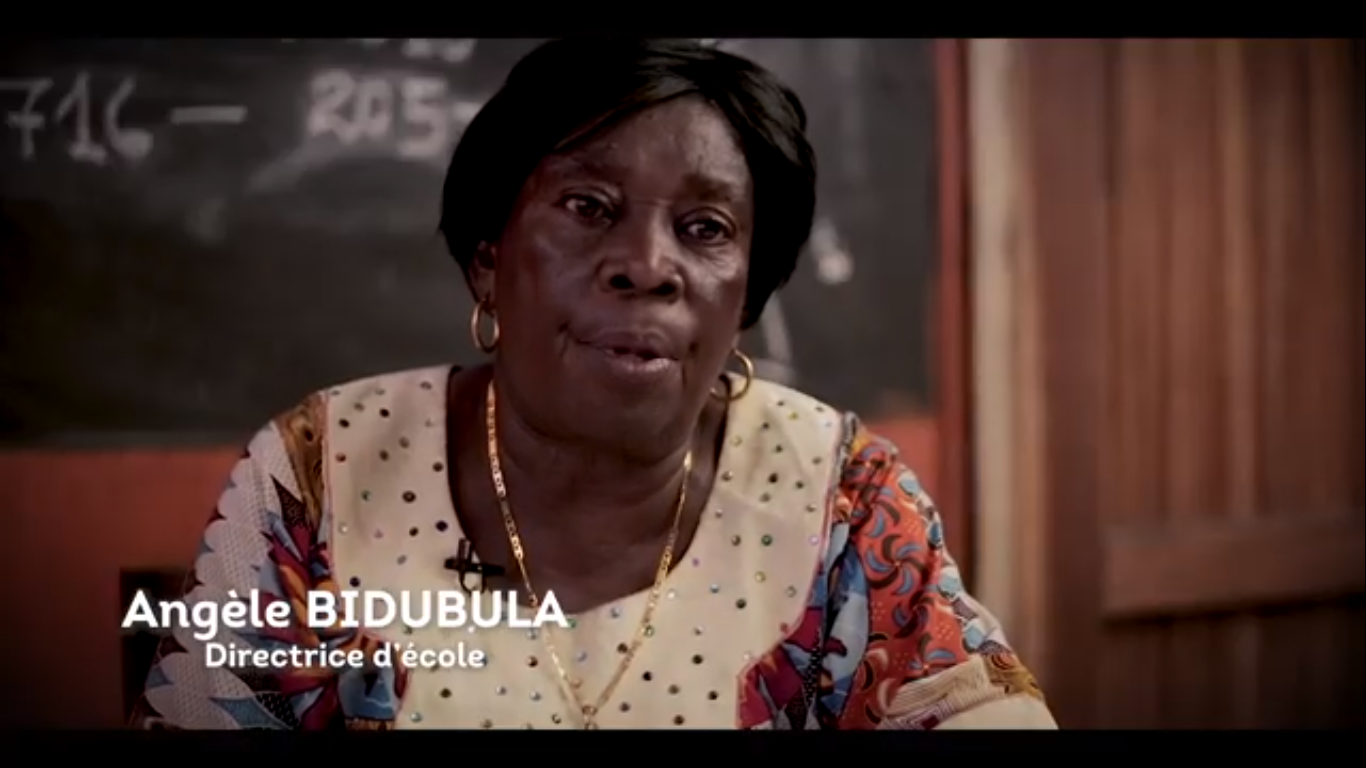 716 — 205-
Angèle BIDUBULA
Directrice d'école